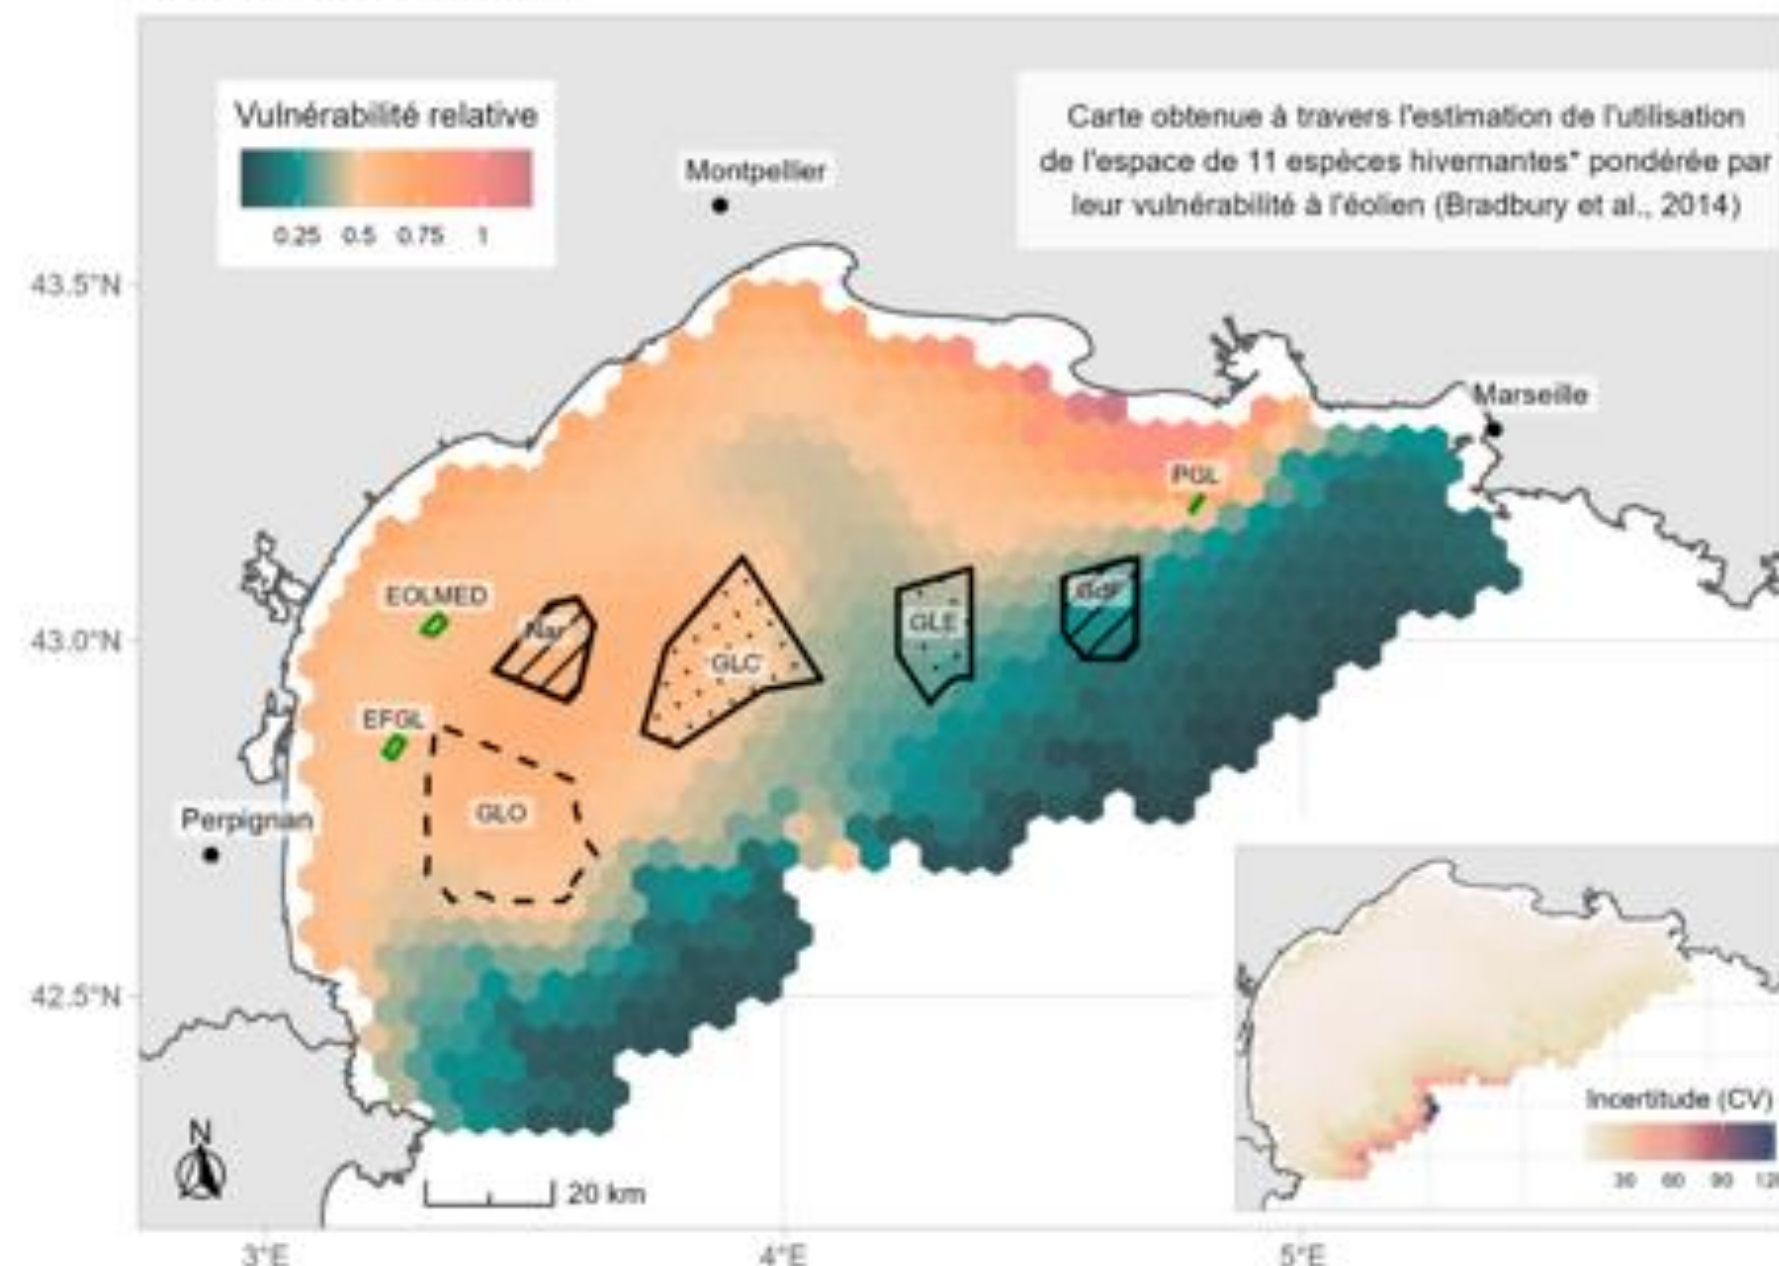 Vulnérabilité relative
0.25 0.5 0.75 1
Carte obtenue à travers l'estimation de l'utilisation
de l'espace de 11 espèces hivernantes* pondérée par
leur vulnérabilité à l'éolien (Bradbury et al., 2014)
Montpellier
43.5°N
Marseille
PGL
EOLMED
Nar
GLC
GLE
43.0°N
EFGL
GLO
Perpignan
42.5°N
Incertitude (CV)
30 60 90
N
20 km
3°E 4°E 5°E